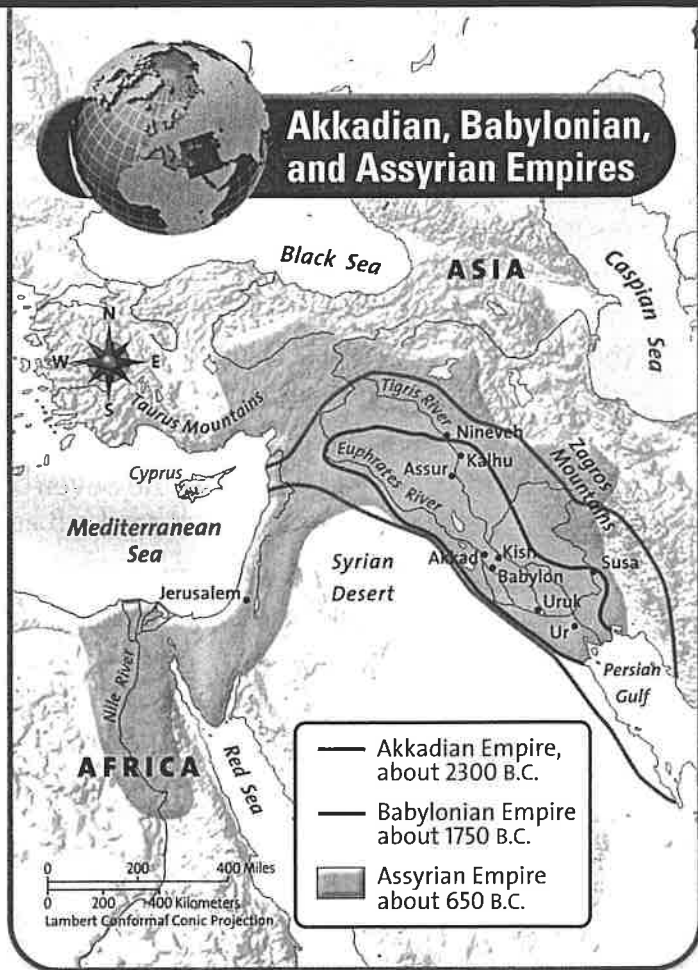 Akkadian, Babylonian,
and Assyrian Empires
Black Sea
ASIA
Caspian Sea
N
W
E
S
Taurus Mountains
Tigris River
Nineveh
Kalhu
Assur
Zagros
Mountains
Euphrates River
Cyprus
Mediterranean
Sea
Syrian
Desert
Akkad
Kish
Babylon
Susa
Jerusalem
Uruk
Ur
Persian
Gulf
Nile River
AFRICA
Red Sea
Akkadian Empire,
about 2300 B.C.
Babylonian Empire
about 1750 B.C.
Assyrian Empire
about 650 B.C.
0 200 400 Miles
0 200 400 Kilometers
Lambert Conformal Conic Projection